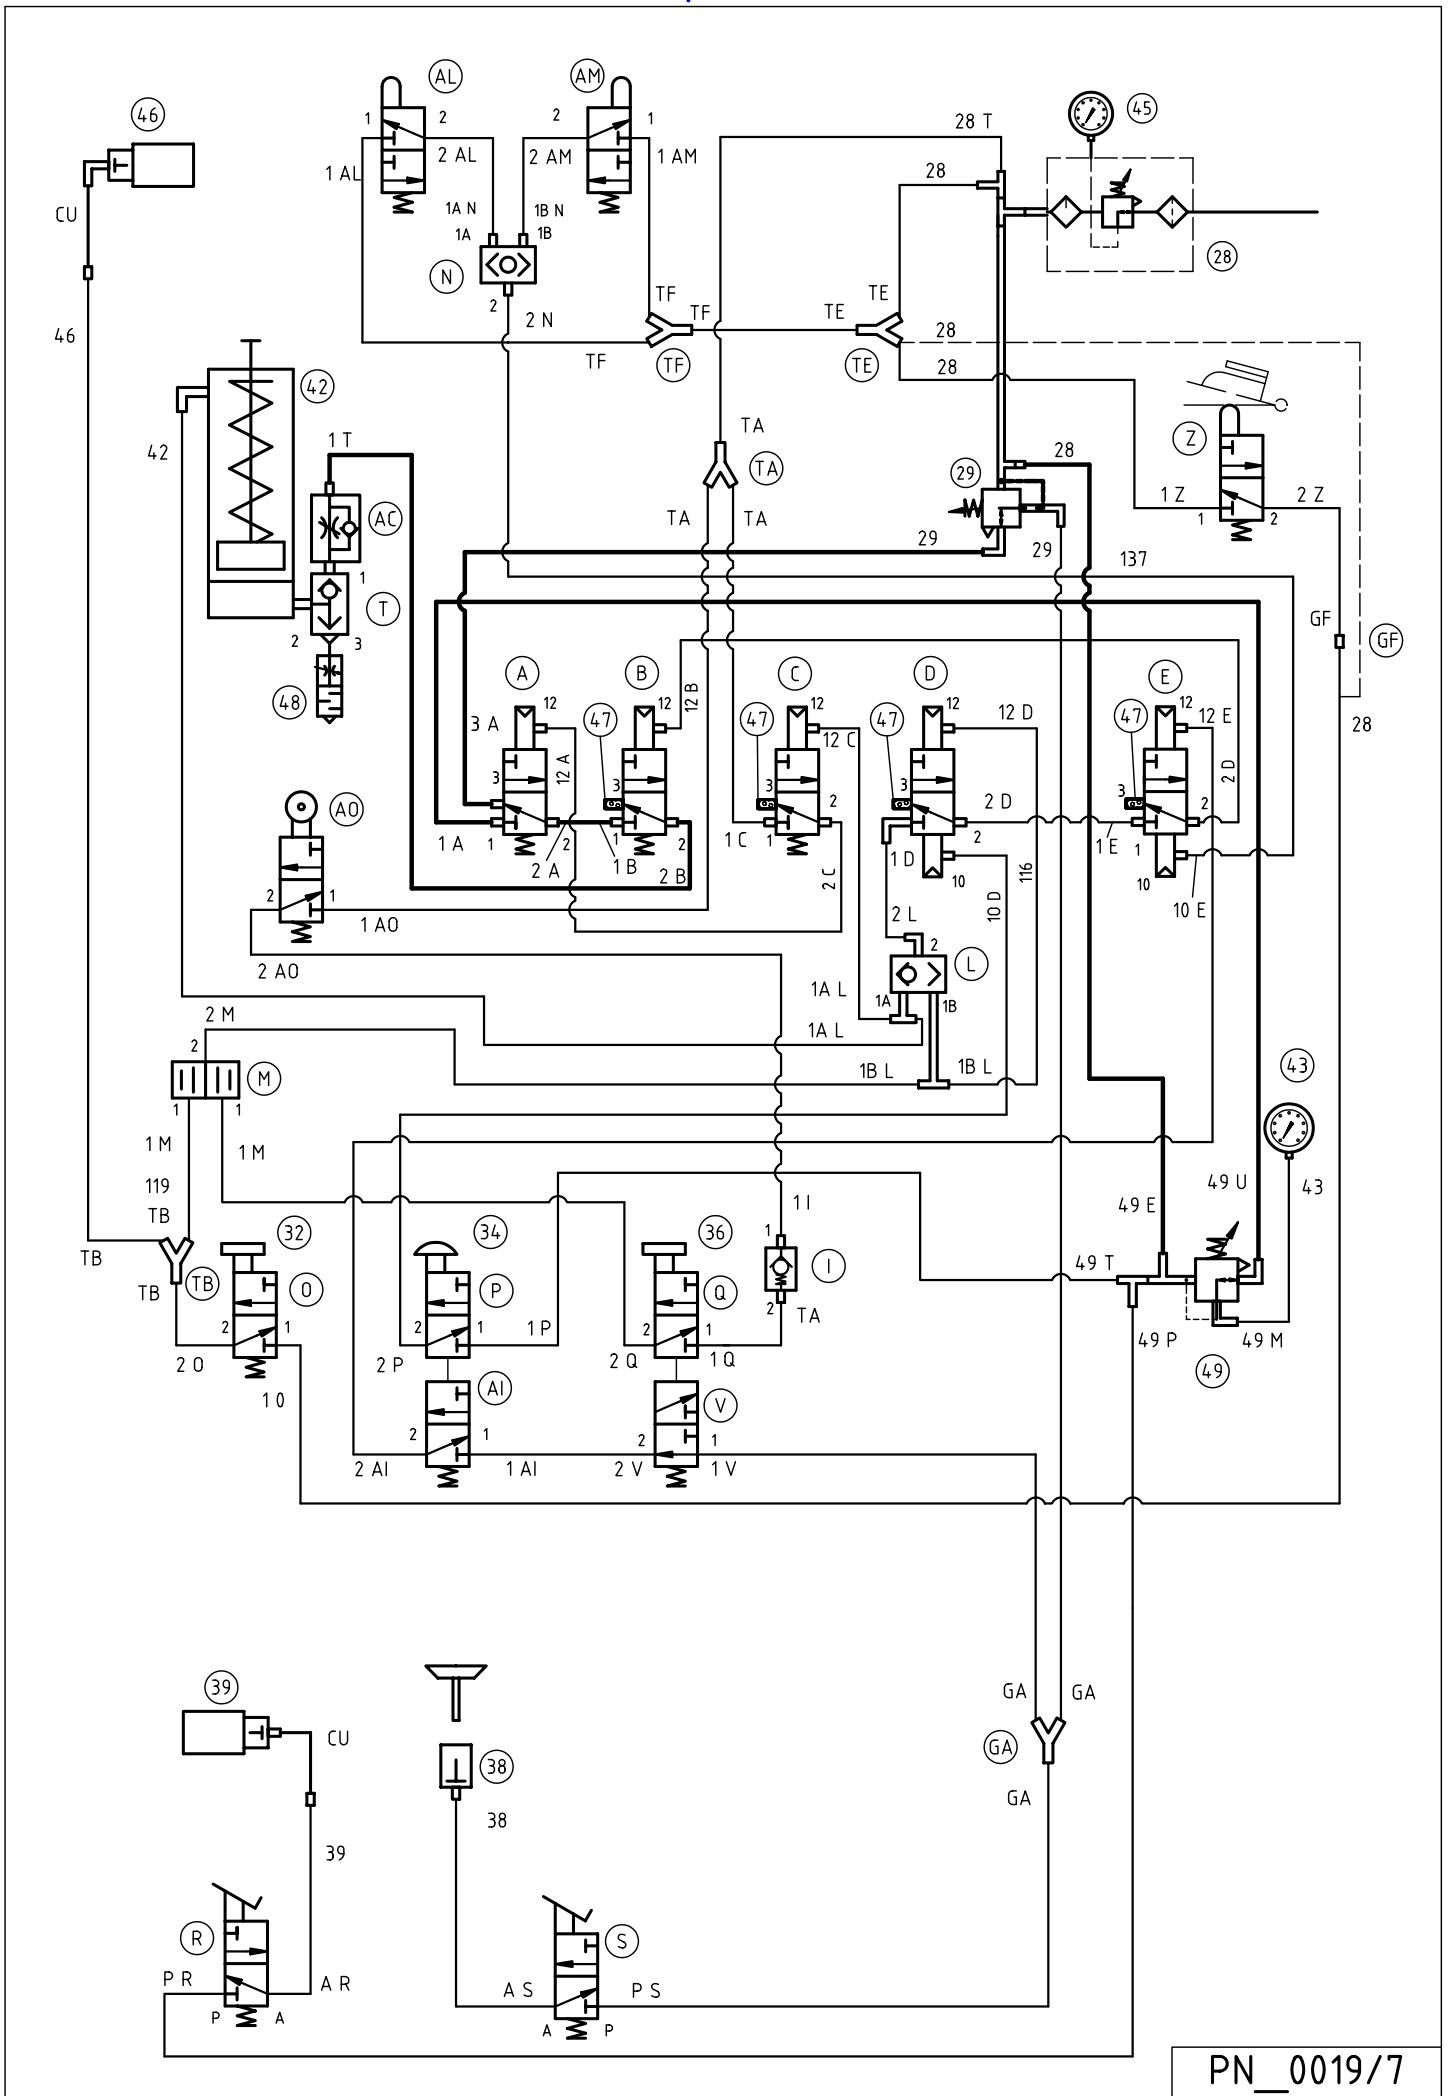 AL
AM
45
46
28 T
1
2
2
1
2 AL
2 AM
1 AM
1 AL
28
CU
1A N
1B N
1A
1B
28
N
2
2 N
TF
TF
TE
TE
46
TF
TF
TE
28
28
42
42
1 T
TA
TA
Z
28
29
AC
TA
TA
1 Z
2 Z
1
2
29
29
137
1
T
2
3
GF
GF
48
A
B
C
D
E
12
12
12
12
12
12 B
3 A
47
47
47
47
12 A
12 C
12 D
12 E
28
2 D
3
3
3
3
3
AO
2
2
2
2 D
2
1 A
1
2
2 A
1
1 B
2 B
1 C
1
2 C
1 D
1 E
1
2
1
10
10
1 AO
116
10 D
10 E
2 L
2
L
2 AO
1A L
1A
1B
2 M
1A L
2
M
1B L
1B L
43
1
1
1 M
1 M
119
TB
49 E
49 U
43
32
34
36
1 I
1
TB
49 T
TB
TB
O
P
Q
I
2
TA
2
1
2
1
2
1
1 P
49 P
49 M
2 O
2 P
2 Q
1 Q
49
1 O
AI
V
2
1
2
1
2 AI
1 AI
2 V
1 V
39
GA
GA
CU
GA
38
GA
38
39
R
S
P R
A R
A S
P S
P
A
A
P
PN_0019/7